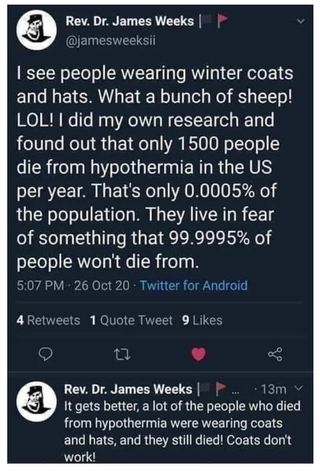 Rev. Dr. James Weeks |
@jamesweeksii
I see people wearing winter coats
and hats. What a bunch of sheep!
LOL! I did my own research and
found out that only 1500 people
die from hypothermia in the US
per year. That's only 0.0005% of
the population. They live in fear
of something that 99.9995% of
people won't die from.
5:07 PM · 26 Oct 20 · Twitter for Android
4 Retweets 1 Quote Tweet 9 Likes
Rev. Dr. James Weeks | ... · 13m
It gets better, a lot of the people who died
from hypothermia were wearing coats
and hats, and they still died! Coats don't
work!